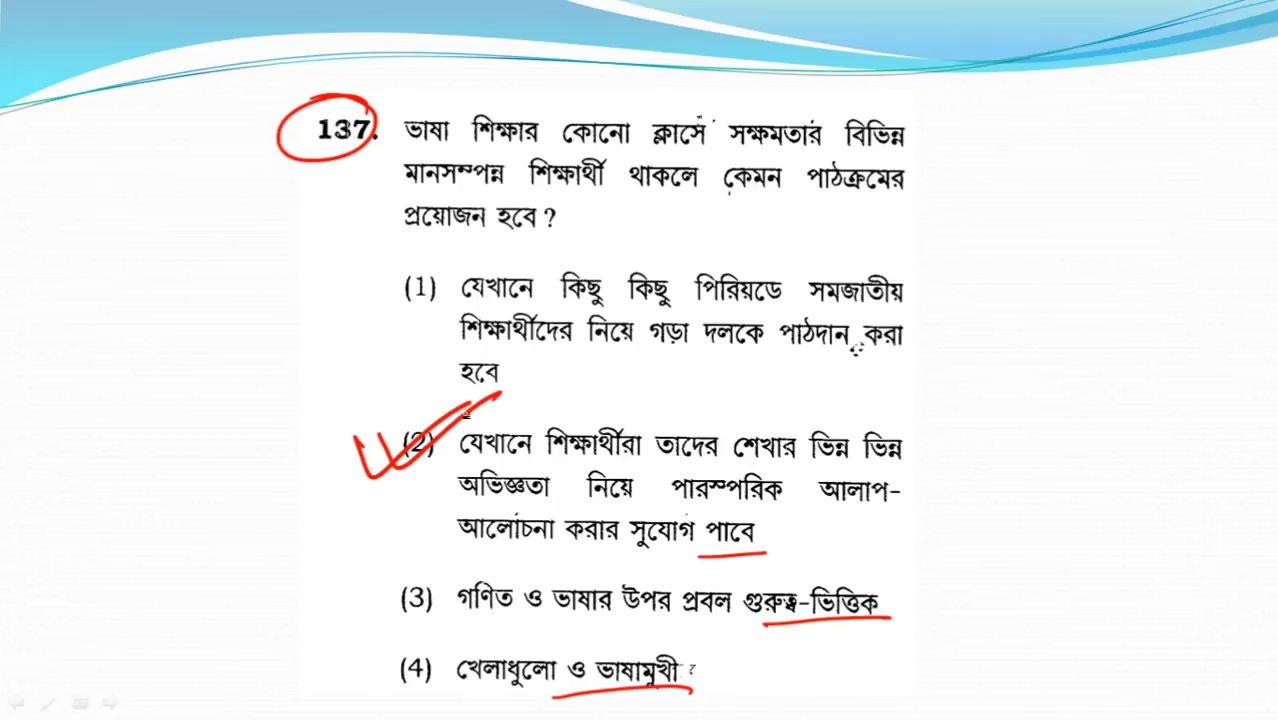 137. ভাষা শিক্ষার কোনো ক্লাসে সক্ষমতার বিভিন্ন
মানসম্পন্ন শিক্ষার্থী থাকলে কেমন পাঠক্রমের
প্রয়োজন হবে?
(1) যেখানে কিছু কিছু পিরিয়ডে সমজাতীয়
শিক্ষার্থীদের নিয়ে গড়া দলকে পাঠদান করা
হবে
(2) যেখানে শিক্ষার্থীরা তাদের শেখার ভিন্ন ভিন্ন
অভিজ্ঞতা নিয়ে পারস্পরিক আলাপ-
আলোচনা করার সুযোগ পাবে
(3) গণিত ও ভাষার উপর প্রবল গুরুত্ব-ভিত্তিক
(4) খেলাধুলো ও ভাষামুখী